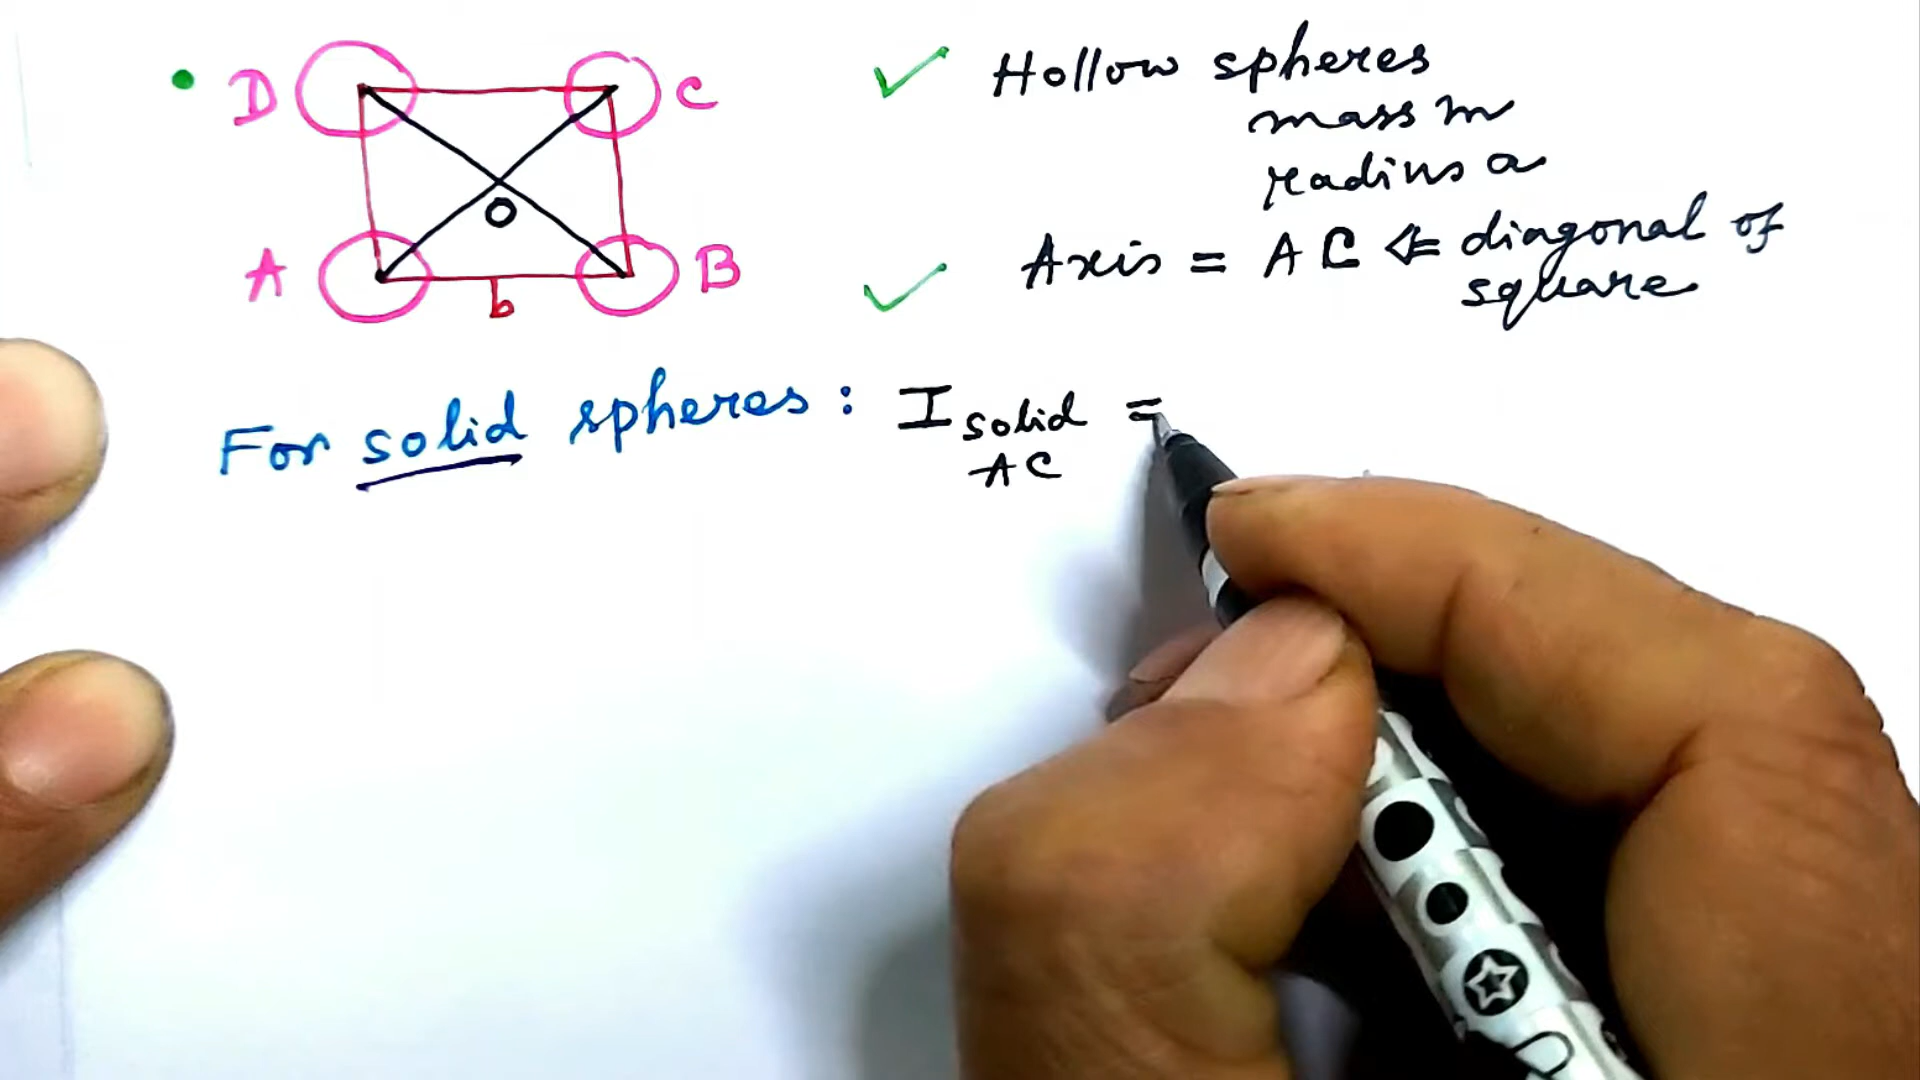 D C
A B
O
b
Hollow spheres
mass m
radius a
Axis = AC ⇐ diagonal of
square
For solid spheres : I solid =
AC